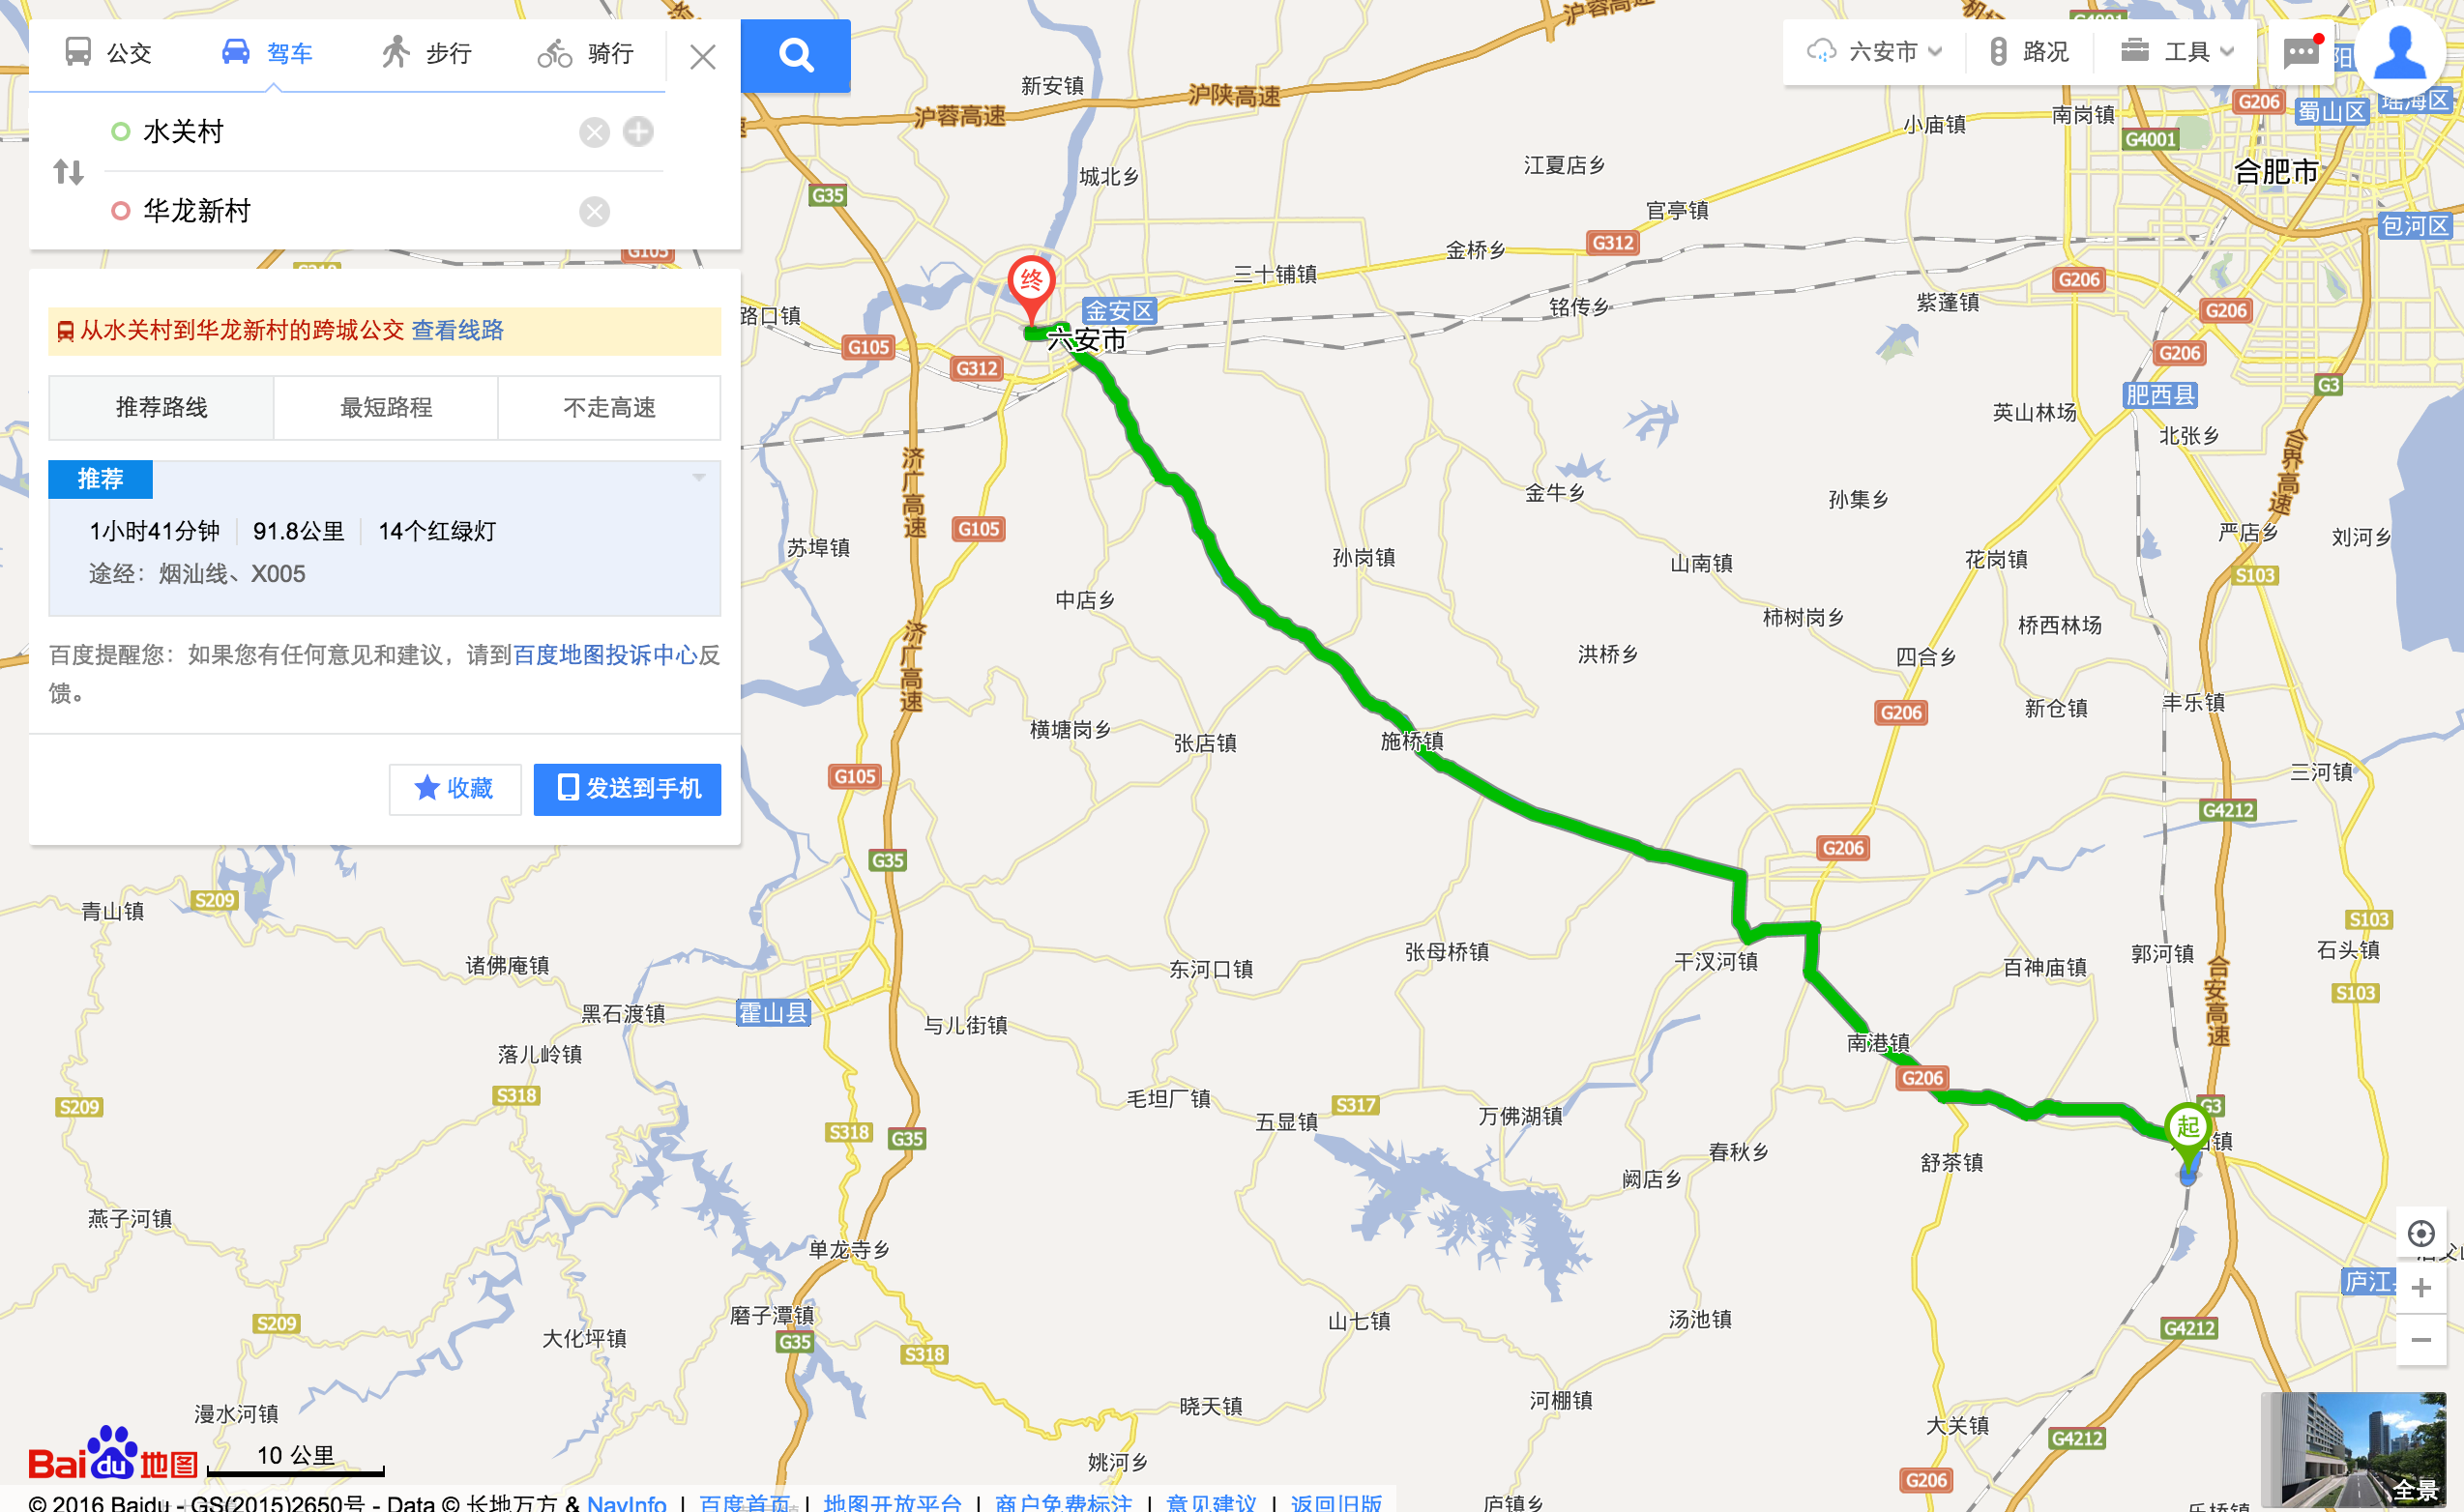 公交
驾车
步行
骑行
水关村
华龙新村
从水关村到华龙新村的跨城公交 查看线路
推荐路线
最短路程
不走高速
推荐
1小时41分钟
91.8公里
14个红绿灯
途经：烟汕线、X005
百度提醒您：如果您有任何意见和建议，请到百度地图投诉中心反
馈。
收藏
发送到手机
六安市
路况
工具
沪蓉高速
沪蓉高速
沪陕高速
新安镇
城北乡
江夏店乡
小庙镇
南岗镇
G4001
G206
蜀山区
瑶海区
合肥市
包河区
G35
官亭镇
金桥乡
G312
三十铺镇
终
金安区
六安市
路口镇
G105
G312
铭传乡
紫蓬镇
G206
G206
G206
G3
肥西县
英山林场
北张乡
合界高速
济广高速
G105
苏埠镇
孙岗镇
金牛乡
孙集乡
山南镇
花岗镇
严店乡
刘河乡
S103
中店乡
柿树岗乡
桥西林场
济广高速
洪桥乡
四合乡
横塘岗乡
张店镇
施桥镇
G206
新仓镇
丰乐镇
三河镇
G105
G4212
G35
G206
青山镇
S209
诸佛庵镇
东河口镇
张母桥镇
干汊河镇
百神庙镇
郭河镇
S103
石头镇
S103
合安高速
黑石渡镇
霍山县
与儿街镇
南港镇
落儿岭镇
S318
S209
毛坦厂镇
五显镇
S317
万佛湖镇
G206
G3
起
S318
G35
春秋乡
舒茶镇
阙店乡
燕子河镇
单龙寺乡
S209
大化坪镇
磨子潭镇
G35
S318
山七镇
汤池镇
G4212
漫水河镇
晓天镇
河棚镇
大关镇
G4212
姚河乡
G206
庐镇乡
全景
Baidu地图
10 公里
© 2016 Baidu - GS(2015)2650号 - Data © 长地万方 & NavInfo | 百度首页 | 地图开放平台 | 商户免费标注 | 意见建议 | 返回旧版